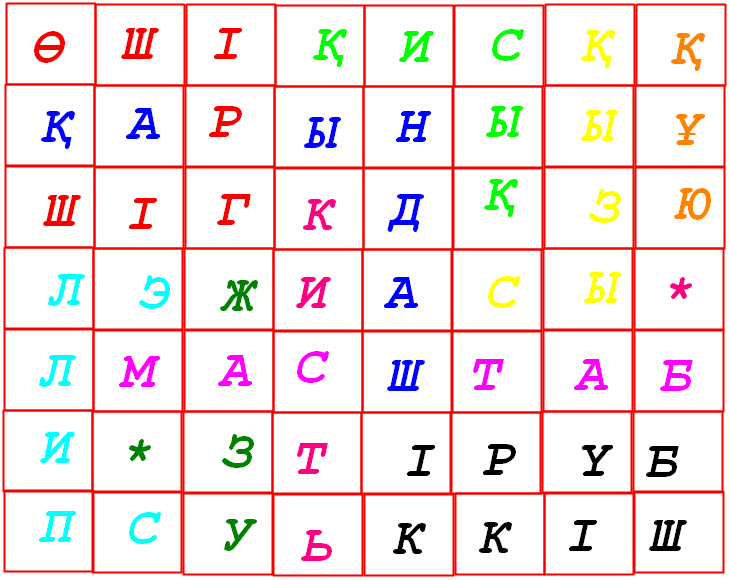 Ө Ш І Қ И С Қ Қ
Қ А Р Ы Н Ы Ы Ұ
Ш І Г К Д Қ З Ю
Л Э Ж И А С Ы *
Л М А С Ш Т А Б
И * З Т І Р Ү Б
П С У Ь К К І Ш